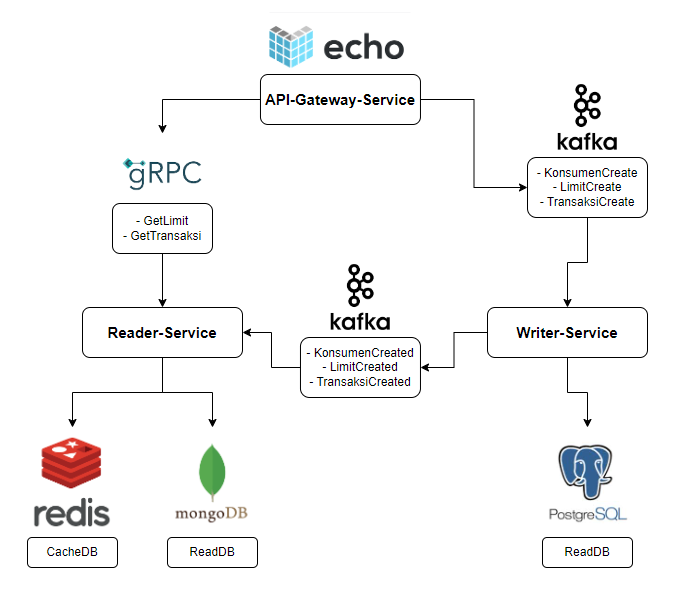 echo
API-Gateway-Service
kafka
- KonsumenCreate
- LimitCreate
- TransaksiCreate
gRPC
- GetLimit
- GetTransaksi
kafka
Reader-Service
- KonsumenCreated
- LimitCreated
- TransaksiCreated
Writer-Service
redis
mongoDB
PostgreSQL
CacheDB
ReadDB
ReadDB